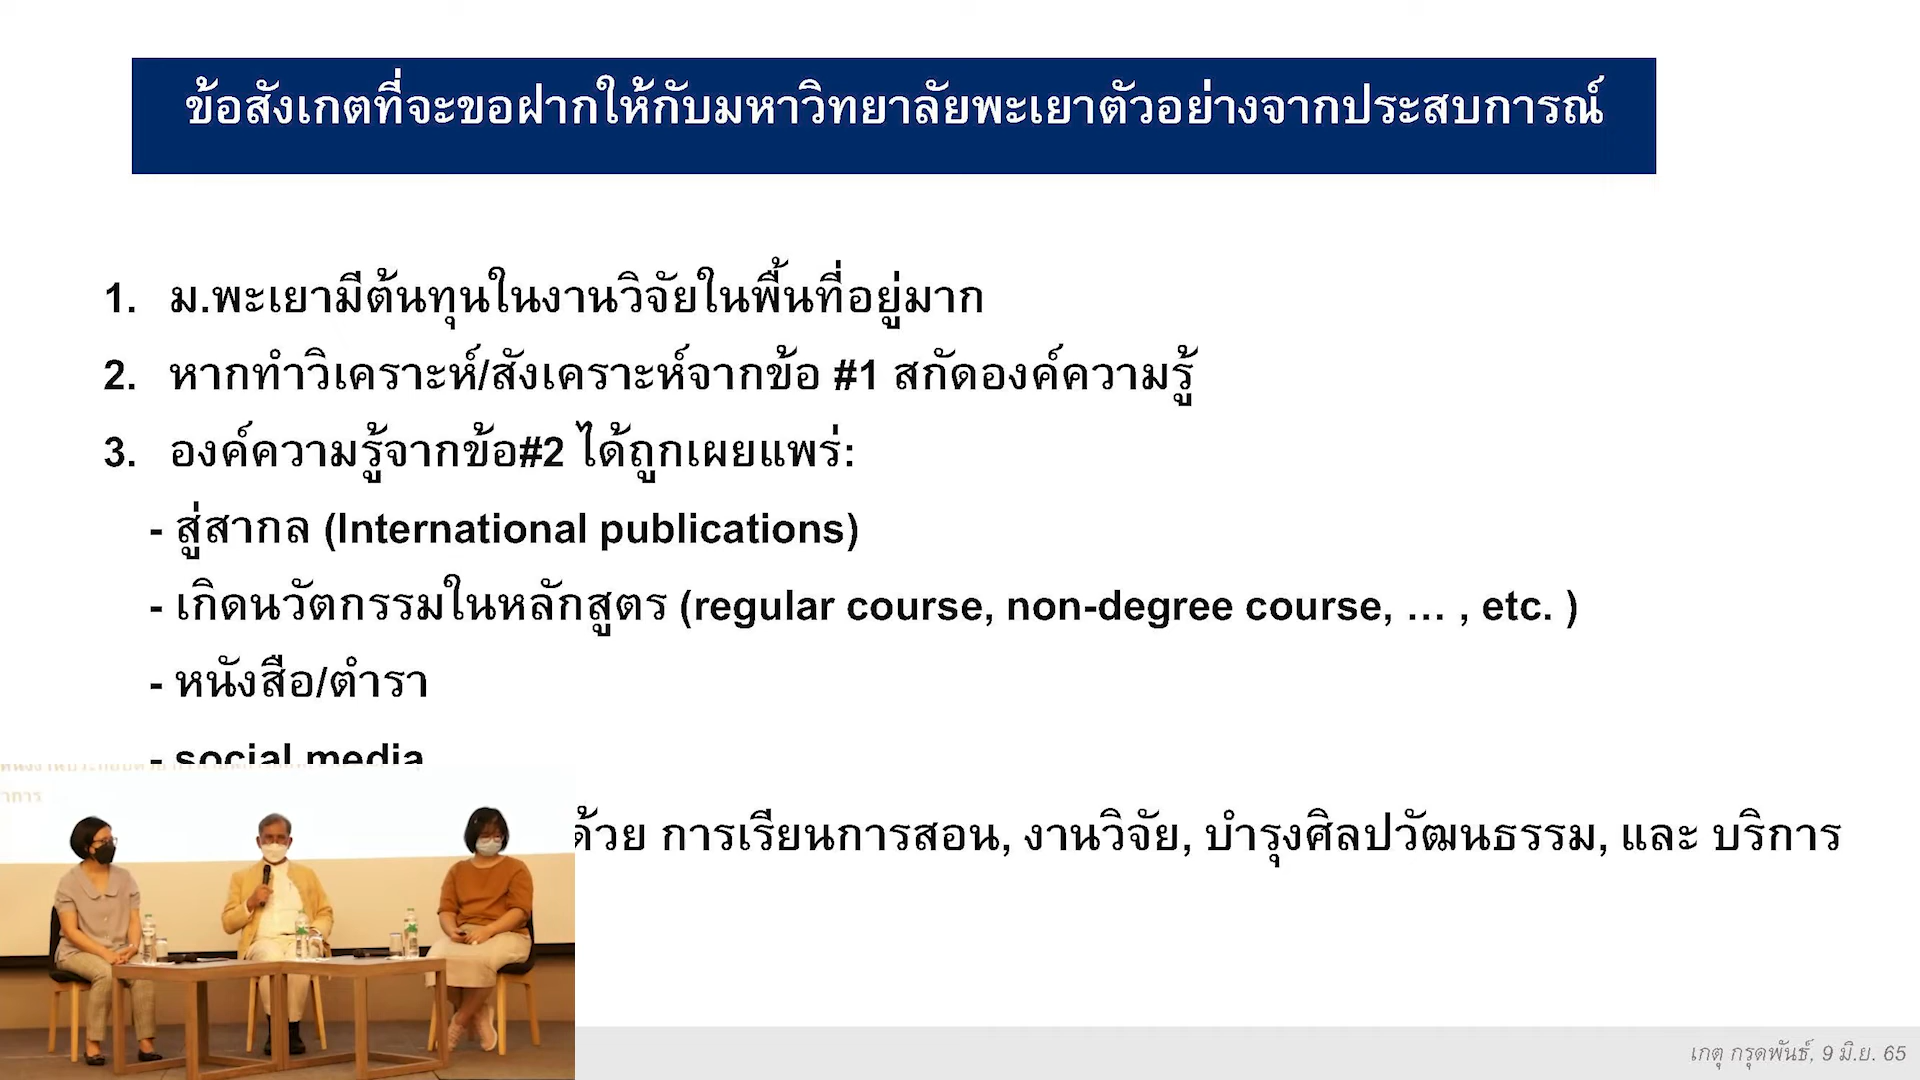 ข้อสังเกตที่จะขอฝากให้กับมหาวิทยาลัยพะเยาตัวอย่างจากประสบการณ์
1. ม.พะเยามีต้นทุนในงานวิจัยในพื้นที่อยู่มาก
2. หากทำวิเคราะห์/สังเคราะห์จากข้อ #1 สกัดองค์ความรู้
3. องค์ความรู้จากข้อ#2 ได้ถูกเผยแพร่:
- สู่สากล (International publications)
- เกิดนวัตกรรมในหลักสูตร (regular course, non-degree course, … , etc. )
- หนังสือ/ตำรา
- social media
ด้วย การเรียนการสอน, งานวิจัย, บำรุงศิลปวัฒนธรรม, และ บริการ
เกตุ กรุดพันธ์, 9 มิ.ย. 65